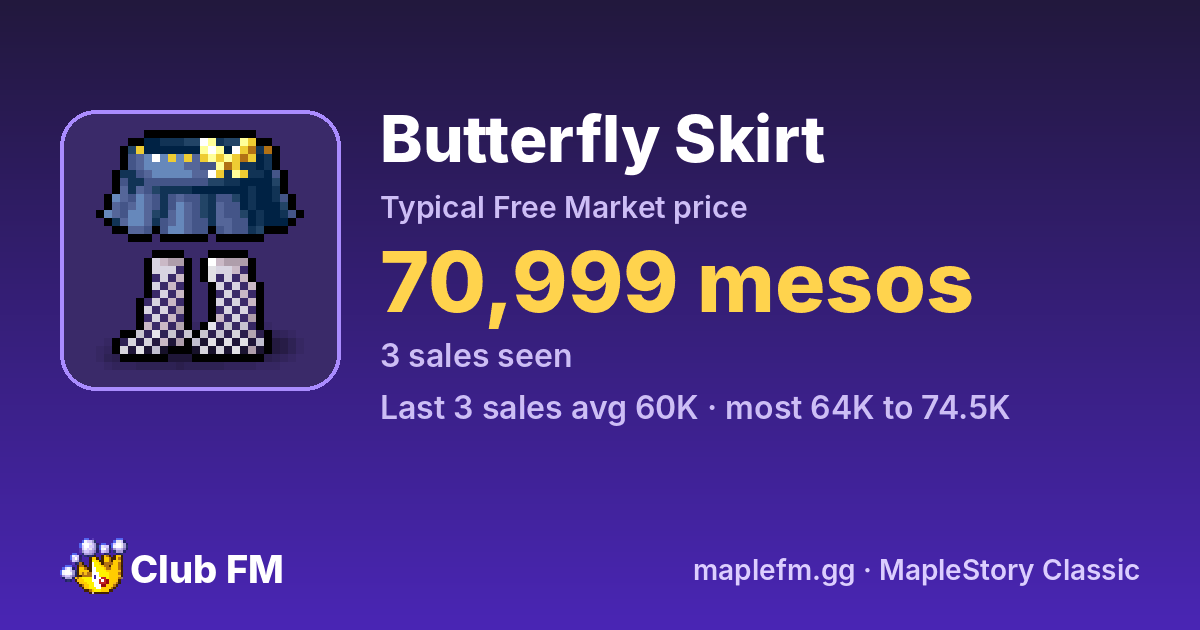 Butterfly Skirt
Typical Free Market price
70,999 mesos
3 sales seen
Last 3 sales avg 60K · most 64K to 74.5K
Club FM
maplefm.gg · MapleStory Classic